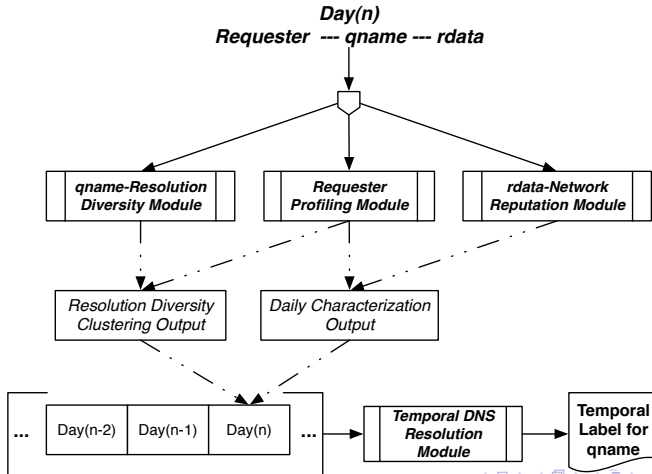 Day(n)
Requester --- qname --- rdata
qname-Resolution
Diversity Module
Requester
Profiling Module
rdata-Network
Reputation Module
Resolution Diversity
Clustering Output
Daily Characterization
Output
...
Day(n-2)
Day(n-1)
Day(n)
...
Temporal DNS
Resolution
Module
Temporal
Label for
qname